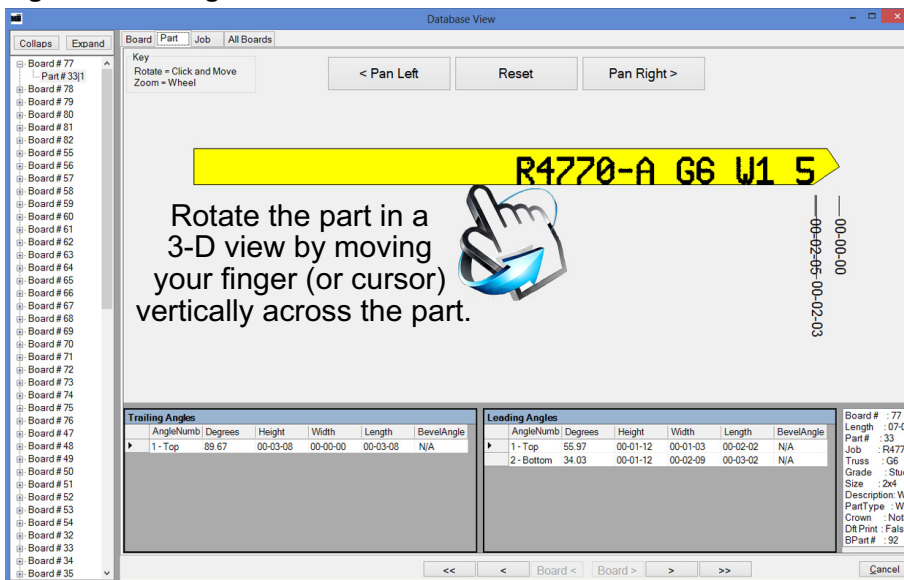 Database View
Collaps Expand
Board Part Job All Boards
Key
Rotate = Click and Move
Zoom = Wheel
< Pan Left Reset Pan Right >
Board # 77
Part # 33|1
Board # 78
Board # 79
Board # 80
Board # 81
Board # 82
Board # 55
Board # 56
Board # 57
Board # 58
Board # 59
Board # 60
Board # 61
Board # 62
Board # 63
Board # 64
Board # 65
Board # 66
Board # 67
Board # 68
Board # 69
Board # 70
Board # 71
Board # 72
Board # 73
Board # 74
Board # 75
Board # 76
Board # 47
Board # 48
Board # 49
Board # 50
Board # 51
Board # 52
Board # 53
Board # 54
Board # 32
Board # 33
Board # 34
Board # 35
R4770-A G6 W1 5
Rotate the part in a
3-D view by moving
your finger (or cursor)
vertically across the part.
00-00-00
00-02-05 00-02-03
Trailing Angles
AngleNumb Degrees Height Width Length BevelAngle
1 - Top 89.67 00-03-08 00-00-00 00-03-08 N/A
Leading Angles
AngleNumb Degrees Height Width Length BevelAngle
1 - Top 55.97 00-01-12 00-01-03 00-02-02 N/A
2 - Bottom 34.03 00-01-12 00-02-09 00-03-02 N/A
Board # : 77
Length : 07-0
Part # : 33
Job : R477
Truss : G6
Grade : Stu
Size : 2x4
Description: W
PartType : W
Crown : Not
Dft Print : Fals
BPart # : 92
<< < Board < Board > > >> Cancel